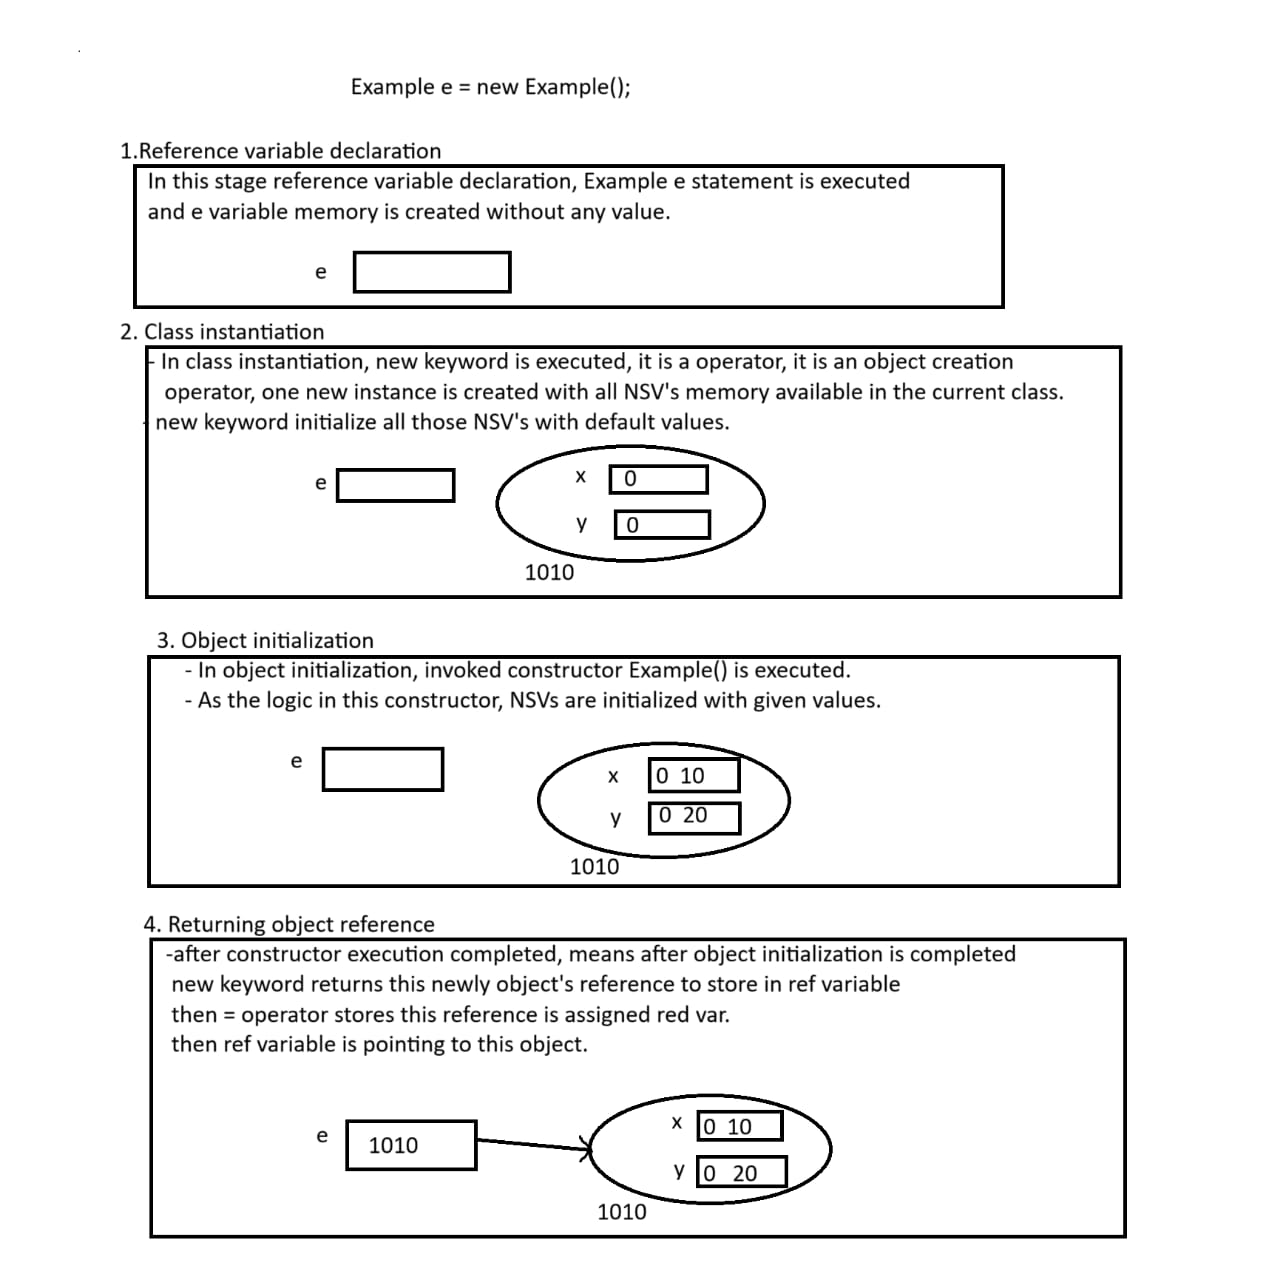 Example e = new Example();
1.Reference variable declaration
In this stage reference variable declaration, Example e statement is executed
and e variable memory is created without any value.
e
2. Class instantiation
- In class instantiation, new keyword is executed, it is a operator, it is an object creation
operator, one new instance is created with all NSV's memory available in the current class.
- new keyword initialize all those NSV's with default values.
x 0
e
y 0
1010
3. Object initialization
- In object initialization, invoked constructor Example() is executed.
- As the logic in this constructor, NSVs are initialized with given values.
e
x 0 10
y 0 20
1010
4. Returning object reference
-after constructor execution completed, means after object initialization is completed
new keyword returns this newly object's reference to store in ref variable
then = operator stores this reference is assigned red var.
then ref variable is pointing to this object.
x 0 10
e 1010
y 0 20
1010